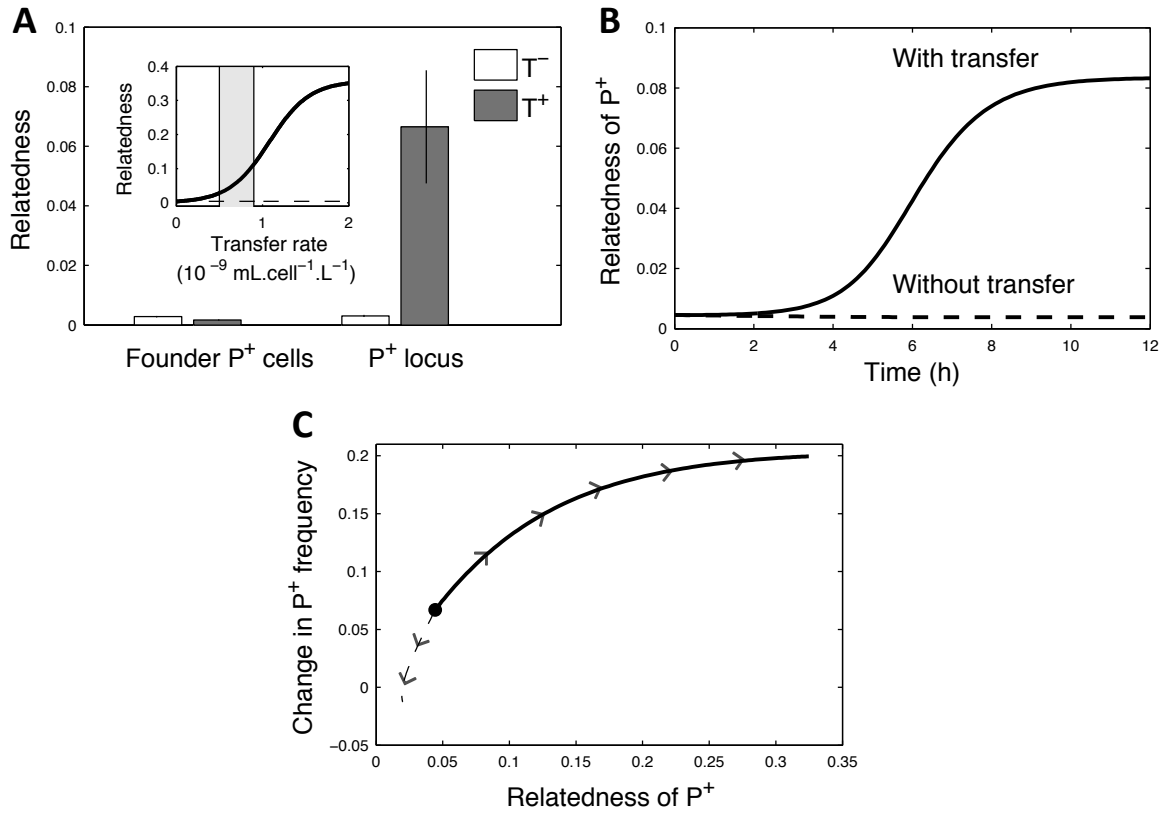 A
0.1
0.08
0.06
0.04
0.02
0
Relatedness
T⁻
T⁺
0.4
0.3
0.2
0.1
0
Relatedness
0 1 2
Transfer rate
(10⁻⁹ mL.cell⁻¹.L⁻¹)
Founder P⁺ cells P⁺ locus
B
0.1
0.08
0.06
0.04
0.02
0
Relatedness of P⁺
With transfer
Without transfer
0 2 4 6 8 10 12
Time (h)
C
0.2
0.15
0.1
0.05
0
−0.05
Change in P⁺ frequency
0 0.05 0.1 0.15 0.2 0.25 0.3 0.35
Relatedness of P⁺